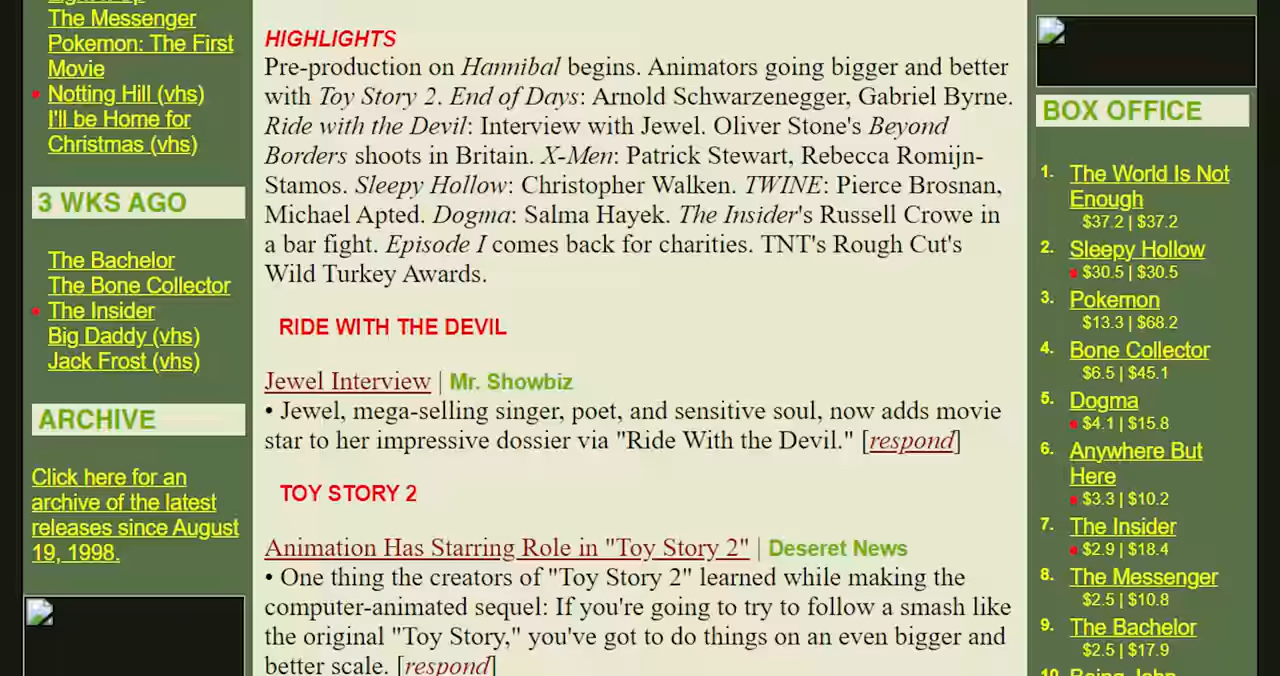 The Messenger
Pokemon: The First
Movie
Notting Hill (vhs)
I'll be Home for
Christmas (vhs)
3 WKS AGO
The Bachelor
The Bone Collector
The Insider
Big Daddy (vhs)
Jack Frost (vhs)
ARCHIVE
Click here for an
archive of the latest
releases since August
19, 1998.
HIGHLIGHTS
Pre-production on Hannibal begins. Animators going bigger and better
with Toy Story 2. End of Days: Arnold Schwarzenegger, Gabriel Byrne.
Ride with the Devil: Interview with Jewel. Oliver Stone's Beyond
Borders shoots in Britain. X-Men: Patrick Stewart, Rebecca Romijn-
Stamos. Sleepy Hollow: Christopher Walken. TWINE: Pierce Brosnan,
Michael Apted. Dogma: Salma Hayek. The Insider's Russell Crowe in
a bar fight. Episode I comes back for charities. TNT's Rough Cut's
Wild Turkey Awards.
RIDE WITH THE DEVIL
Jewel Interview | Mr. Showbiz
• Jewel, mega-selling singer, poet, and sensitive soul, now adds movie
star to her impressive dossier via "Ride With the Devil." [respond]
TOY STORY 2
Animation Has Starring Role in "Toy Story 2" | Deseret News
• One thing the creators of "Toy Story 2" learned while making the
computer-animated sequel: If you're going to try to follow a smash like
the original "Toy Story," you've got to do things on an even bigger and
better scale. [respond]
BOX OFFICE
1. The World Is Not
Enough
$37.2 | $37.2
2. Sleepy Hollow
$30.5 | $30.5
3. Pokemon
$13.3 | $68.2
4. Bone Collector
$6.5 | $45.1
5. Dogma
$4.1 | $15.8
6. Anywhere But
Here
$3.3 | $10.2
7. The Insider
$2.9 | $18.4
8. The Messenger
$2.5 | $10.8
9. The Bachelor
$2.5 | $17.9
10. Being John